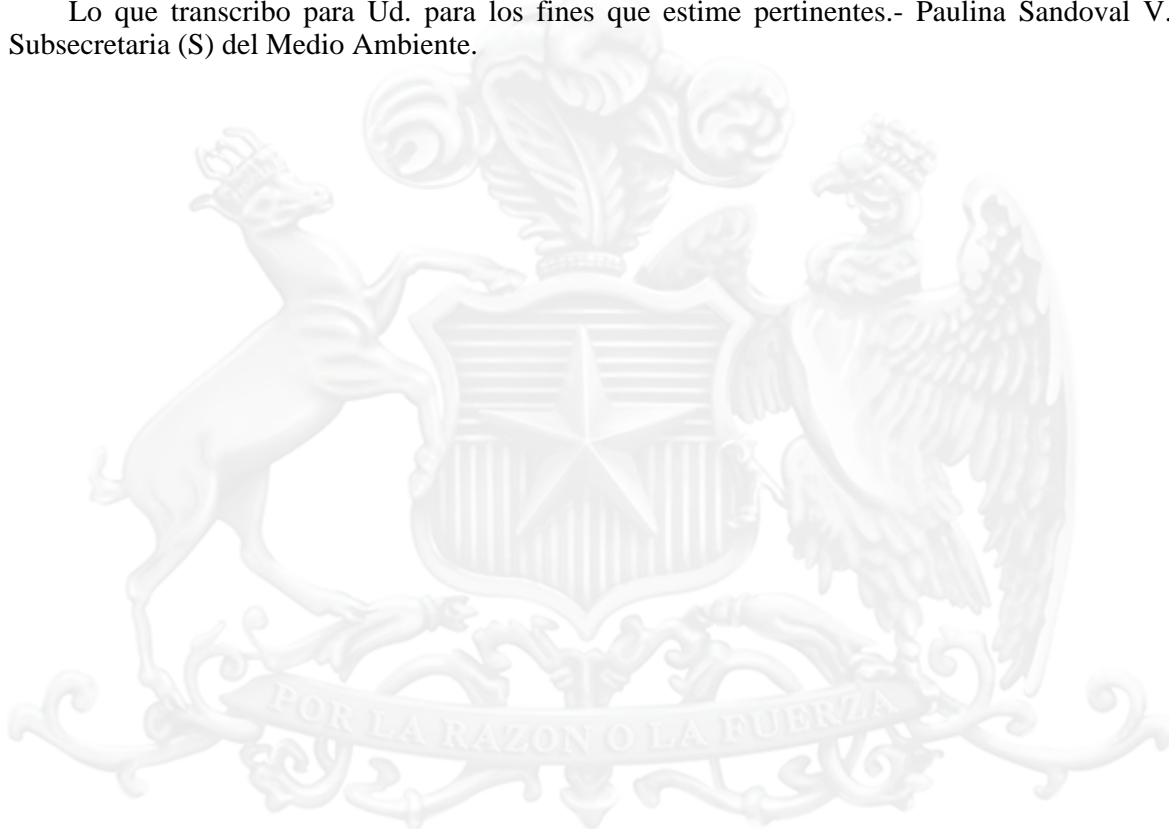 Lo que transcribo para Ud. para los fines que estime pertinentes.- Paulina Sandoval V.
Subsecretaria (S) del Medio Ambiente.
POR LA RAZON O LA FUERZA